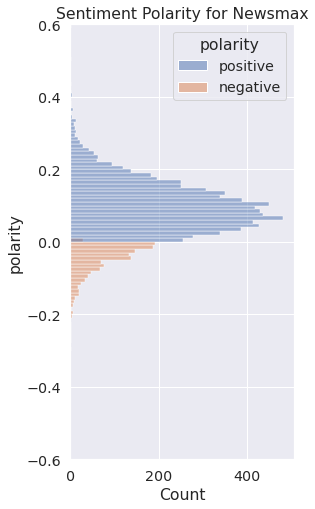 Sentiment Polarity for Newsmax
polarity
positive
negative
0.6
0.4
0.2
0.0
−0.2
−0.4
−0.6
polarity
0
200
400
Count